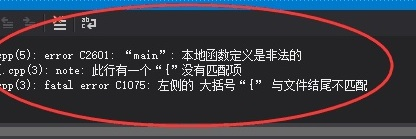 pp(5): error C2601: “main”: 本地函数定义是非法的
.cpp(3): note: 此行有一个“{”没有匹配项
pp(3): fatal error C1075: 左侧的 大括号“{” 与文件结尾不匹配